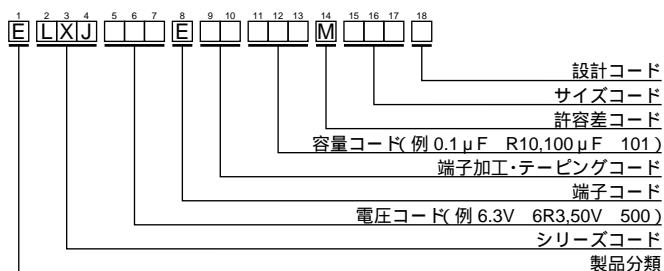 1 2 3 4 5 6 7 8 9 10 11 12 13 14 15 16 17 18
E L X J □ □ □ E □ □ □ □ □ M □ □ □ □
設計コード
サイズコード
許容差コード
容量コード(例 0.1μF R10,100μF 101)
端子加工・テーピングコード
端子コード
電圧コード(例 6.3V 6R3,50V 500)
シリーズコード
製品分類